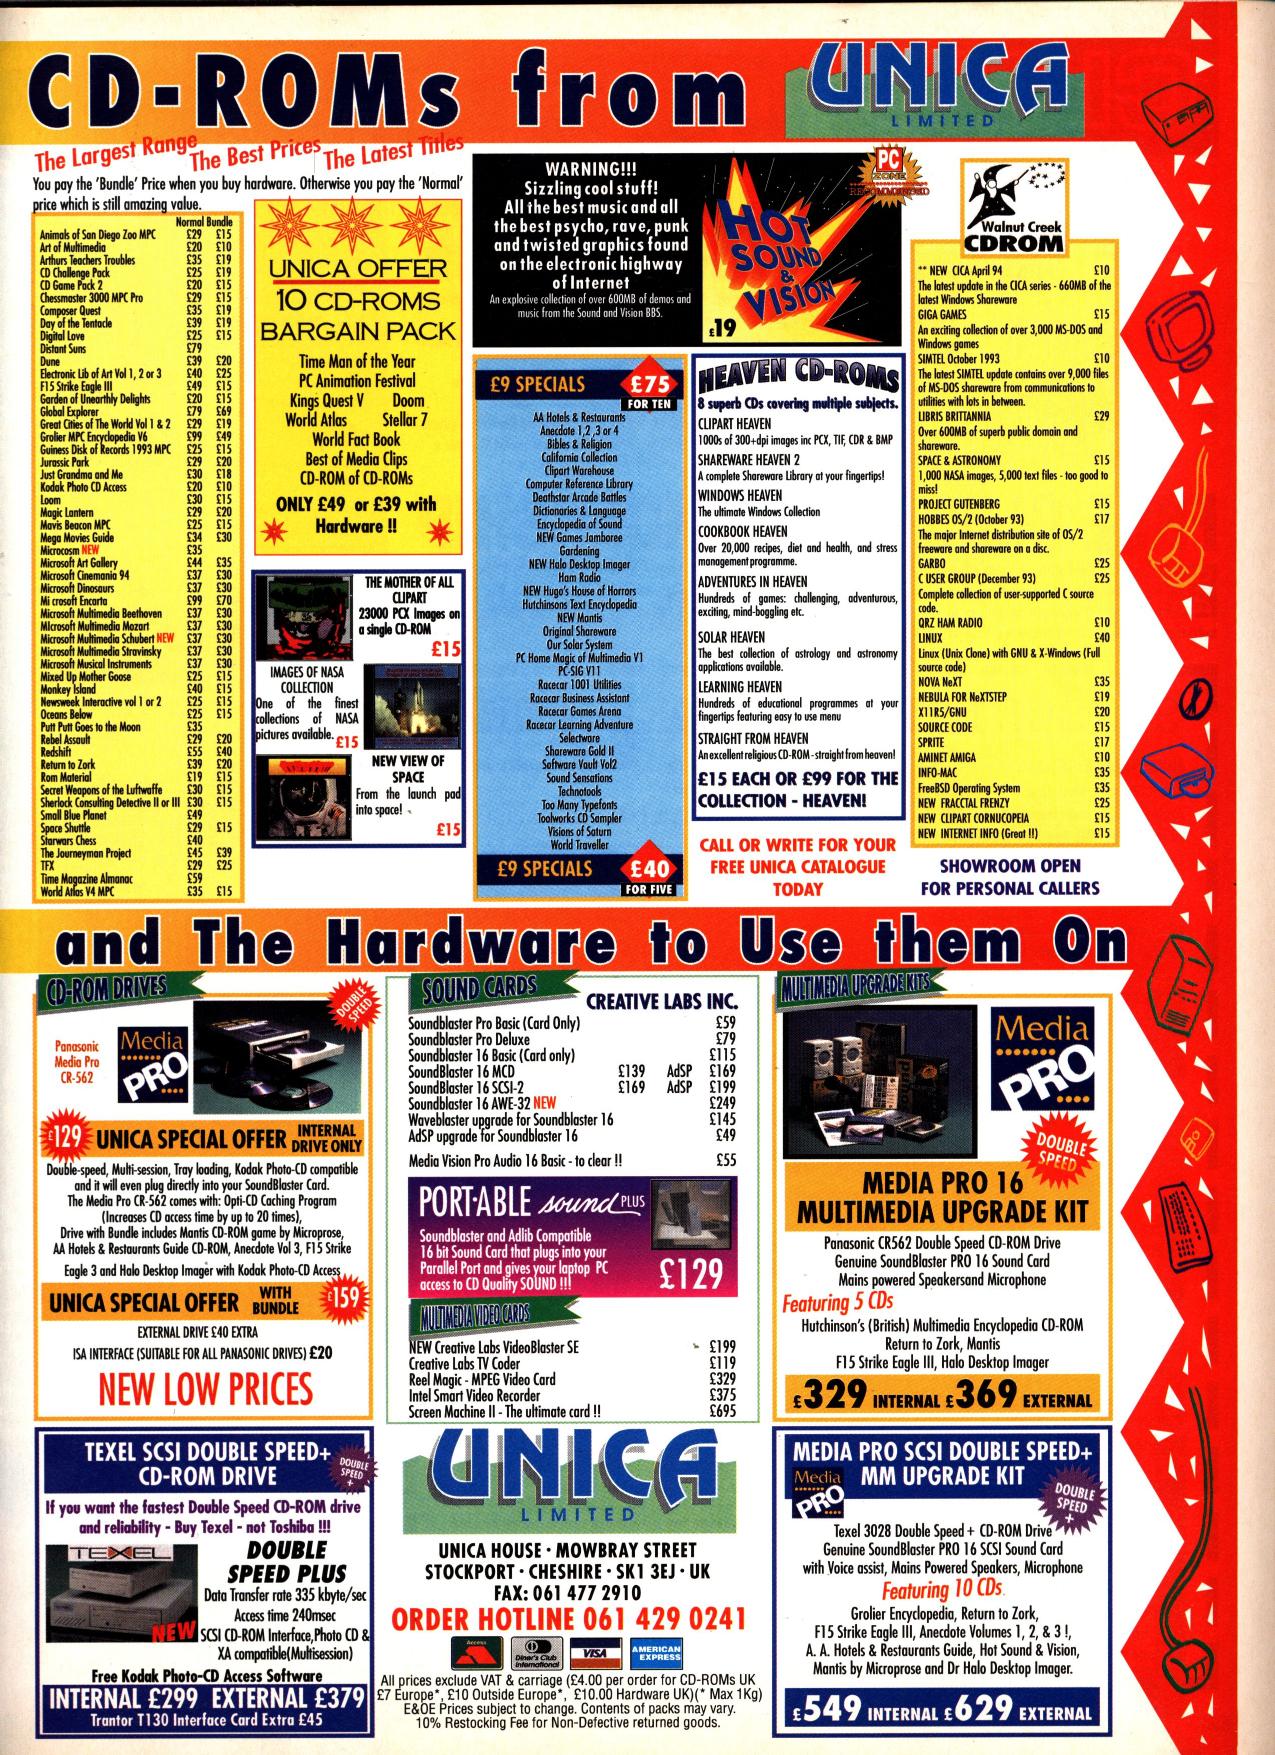 CD-ROMs from UNICA
LIMITED
The Largest Range The Best Prices The Latest Titles
You pay the 'Bundle' Price when you buy hardware. Otherwise you pay the 'Normal'
price which is still amazing value.
Normal Bundle
Animals of San Diego Zoo MPC £29 £15
Art of Multimedia £20 £10
Arthurs Teachers Troubles £35 £19
CD Challenge Pack £25 £19
CD Game Pack 2 £20 £15
Chessmaster 3000 MPC Pro £29 £15
Composer Quest £35 £19
Day of the Tentacle £39 £19
Digital Love £25 £15
Distant Suns £79
Dune £39 £20
Electronic Lib of Art Vol 1, 2 or 3 £40 £25
F15 Strike Eagle III £49 £15
Garden of Unearthly Delights £20 £15
Global Explorer £79 £69
Great Cities of The World Vol 1 & 2 £29 £19
Grolier MPC Encyclopedia V6 £99 £49
Guiness Disk of Records 1993 MPC £25 £15
Jurassic Park £29 £20
Just Grandma and Me £30 £18
Kodak Photo CD Access £20 £10
Loom £30 £15
Magic Lantern £29 £20
Mavis Beacon MPC £25 £15
Mega Movies Guide £34 £30
Microcosm NEW £35
Microsoft Art Gallery £44 £35
Microsoft Cinemania 94 £37 £30
Microsoft Dinosaurs £37 £30
Mi crosoft Encarta £99 £70
Microsoft Multimedia Beethoven £37 £30
MIcrosoft Multimedia Mozart £37 £30
Microsoft Multimedia Schubert NEW £37 £30
Microsoft Multimedia Stravinsky £37 £30
Microsoft Musical Instruments £37 £30
Mixed Up Mother Goose £25 £15
Monkey Island £40 £15
Newsweek Interactive vol 1 or 2 £25 £15
Oceans Below £25 £15
Putt Putt Goes to the Moon £35
Rebel Assault £29 £20
Redshift £55 £40
Return to Zork £39 £20
Rom Material £19 £15
Secret Weapons of the Luftwaffe £30 £15
Sherlock Consulting Detective II or III £30 £15
Small Blue Planet £49
Space Shuttle £29 £15
Starwars Chess £40
The Journeyman Project £45 £39
TFX £29 £25
Time Magazine Almanac £59
World Atlas V4 MPC £35 £15
UNICA OFFER
10 CD-ROMS
BARGAIN PACK
Time Man of the Year
PC Animation Festival
Kings Quest V Doom
World Atlas Stellar 7
World Fact Book
Best of Media Clips
CD-ROM of CD-ROMs
ONLY £49 or £39 with
Hardware !!
THE MOTHER OF ALL
CLIPART
23000 PCX Images on
a single CD-ROM
£15
IMAGES OF NASA
COLLECTION
One of the finest
collections of NASA
pictures available. £15
NEW VIEW OF
SPACE
From the launch pad
into space!
£15
WARNING!!!
Sizzling cool stuff!
All the best music and all
the best psycho, rave, punk
and twisted graphics found
on the electronic highway
of Internet
An explosive collection of over 600MB of demos and
music from the Sound and Vision BBS.
HOT
SOUND
&
VISION
£19
PC
ZONE
RECOMMENDED
£9 SPECIALS £75
FOR TEN
AA Hotels & Restaurants
Anecdote 1,2 ,3 or 4
Bibles & Religion
California Collection
Clipart Warehouse
Computer Reference Library
Deathstar Arcade Battles
Dictionaries & Language
Encyclopedia of Sound
NEW Games Jamboree
Gardening
NEW Halo Desktop Imager
Ham Radio
NEW Hugo's House of Horrors
Hutchinsons Text Encyclopedia
NEW Mantis
Original Shareware
Our Solar System
PC Home Magic of Multimedia V1
PC-SIG V11
Racecar 1001 Utilities
Racecar Business Assistant
Racecar Games Arena
Racecar Learning Adventure
Selectware
Shareware Gold II
Software Vault Vol2
Sound Sensations
Technotools
Too Many Typefonts
Toolworks CD Sampler
Visions of Saturn
World Traveller
£9 SPECIALS £40
FOR FIVE
HEAVEN CD-ROMS
8 superb CDs covering multiple subjects.
CLIPART HEAVEN
1000s of 300+dpi images inc PCX, TIF, CDR & BMP
SHAREWARE HEAVEN 2
A complete Shareware Library at your fingertips!
WINDOWS HEAVEN
The ultimate Windows Collection
COOKBOOK HEAVEN
Over 20,000 recipes, diet and health, and stress
management programme.
ADVENTURES IN HEAVEN
Hundreds of games: challenging, adventurous,
exciting, mind-boggling etc.
SOLAR HEAVEN
The best collection of astrology and astronomy
applications available.
LEARNING HEAVEN
Hundreds of educational programmes at your
fingertips featuring easy to use menu
STRAIGHT FROM HEAVEN
An excellent religious CD-ROM - straight from heaven!
£15 EACH OR £99 FOR THE
COLLECTION - HEAVEN!
CALL OR WRITE FOR YOUR
FREE UNICA CATALOGUE
TODAY
Walnut Creek
CDROM
** NEW CICA April 94 £10
The latest update in the CICA series - 660MB of the
latest Windows Shareware
GIGA GAMES £15
An exciting collection of over 3,000 MS-DOS and
Windows games
SIMTEL October 1993 £10
The latest SIMTEL update contains over 9,000 files
of MS-DOS shareware from communications to
utilities with lots in between.
LIBRIS BRITTANNIA £29
Over 600MB of superb public domain and
shareware.
SPACE & ASTRONOMY £15
1,000 NASA images, 5,000 text files - too good to
miss!
PROJECT GUTENBERG £15
HOBBES OS/2 (October 93) £17
The major Internet distribution site of OS/2
freeware and shareware on a disc.
GARBO £25
C USER GROUP (December 93) £25
Complete collection of user-supported C source
code.
QRZ HAM RADIO £10
LINUX £40
Linux (Unix Clone) with GNU & X-Windows (Full
source code)
NOVA NeXT £35
NEBULA FOR NeXTSTEP £19
X11R5/GNU £20
SOURCE CODE £15
SPRITE £17
AMINET AMIGA £10
INFO-MAC £35
FreeBSD Operating System £35
NEW FRACCTAL FRENZY £25
NEW CLIPART CORNUCOPEIA £15
NEW INTERNET INFO (Great !!) £15
SHOWROOM OPEN
FOR PERSONAL CALLERS
and The Hardware to Use them On
CD-ROM DRIVES
DOUBLE
SPEED
Panasonic
Media Pro
CR-562
Media
PRO
£129 UNICA SPECIAL OFFER INTERNAL
DRIVE ONLY
Double-speed, Multi-session, Tray loading, Kodak Photo-CD compatible
and it will even plug directly into your SoundBlaster Card.
The Media Pro CR-562 comes with: Opti-CD Caching Program
(Increases CD access time by up to 20 times),
Drive with Bundle includes Mantis CD-ROM game by Microprose,
AA Hotels & Restaurants Guide CD-ROM, Anecdote Vol 3, F15 Strike
Eagle 3 and Halo Desktop Imager with Kodak Photo-CD Access
UNICA SPECIAL OFFER WITH
BUNDLE £159
EXTERNAL DRIVE £40 EXTRA
ISA INTERFACE (SUITABLE FOR ALL PANASONIC DRIVES) £20
NEW LOW PRICES
SOUND CARDS
CREATIVE LABS INC.
Soundblaster Pro Basic (Card Only) £59
Soundblaster Pro Deluxe £79
Soundblaster 16 Basic (Card only) £115
SoundBlaster 16 MCD £139 AdSP £169
SoundBlaster 16 SCSI-2 £169 AdSP £199
Soundblaster 16 AWE-32 NEW £249
Waveblaster upgrade for Soundblaster 16 £145
AdSP upgrade for Soundblaster 16 £49
Media Vision Pro Audio 16 Basic - to clear !! £55
PORT·ABLE sound PLUS
Soundblaster and Adlib Compatible
16 bit Sound Card that plugs into your
Parallel Port and gives your laptop PC
access to CD Quality SOUND !!!
£129
MULTIMEDIA VIDEO CARDS
NEW Creative Labs VideoBlaster SE £199
Creative Labs TV Coder £119
Reel Magic - MPEG Video Card £329
Intel Smart Video Recorder £375
Screen Machine II - The ultimate card !! £695
MULTIMEDIA UPGRADE KITS
Media
PRO
DOUBLE
SPEED
MEDIA PRO 16
MULTIMEDIA UPGRADE KIT
Panasonic CR562 Double Speed CD-ROM Drive
Genuine SoundBlaster PRO 16 Sound Card
Mains powered Speakersand Microphone
Featuring 5 CDs
Hutchinson's (British) Multimedia Encyclopedia CD-ROM
Return to Zork, Mantis
F15 Strike Eagle III, Halo Desktop Imager
£329 INTERNAL £369 EXTERNAL
TEXEL SCSI DOUBLE SPEED+
CD-ROM DRIVE
DOUBLE
SPEED
+
If you want the fastest Double Speed CD-ROM drive
and reliability - Buy Texel - not Toshiba !!!
TEXEL
NEW
DOUBLE
SPEED PLUS
Data Transfer rate 335 kbyte/sec
Access time 240msec
SCSI CD-ROM Interface,Photo CD &
XA compatible(Multisession)
Free Kodak Photo-CD Access Software
INTERNAL £299 EXTERNAL £379
Trantor T130 Interface Card Extra £45
UNICA
LIMITED
UNICA HOUSE · MOWBRAY STREET
STOCKPORT · CHESHIRE · SK1 3EJ · UK
FAX: 061 477 2910
ORDER HOTLINE 061 429 0241
Access
Diner's Club
International
VISA
AMERICAN
EXPRESS
All prices exclude VAT & carriage (£4.00 per order for CD-ROMs UK
£7 Europe*, £10 Outside Europe*, £10.00 Hardware UK)(* Max 1Kg)
E&OE Prices subject to change. Contents of packs may vary.
10% Restocking Fee for Non-Defective returned goods.
MEDIA PRO SCSI DOUBLE SPEED+
MM UPGRADE KIT
Media
PRO
DOUBLE
SPEED
+
Texel 3028 Double Speed + CD-ROM Drive
Genuine SoundBlaster PRO 16 SCSI Sound Card
with Voice assist, Mains Powered Speakers, Microphone
Featuring 10 CDs
Grolier Encyclopedia, Return to Zork,
F15 Strike Eagle III, Anecdote Volumes 1, 2, & 3 !,
A. A. Hotels & Restaurants Guide, Hot Sound & Vision,
Mantis by Microprose and Dr Halo Desktop Imager.
£549 INTERNAL £629 EXTERNAL